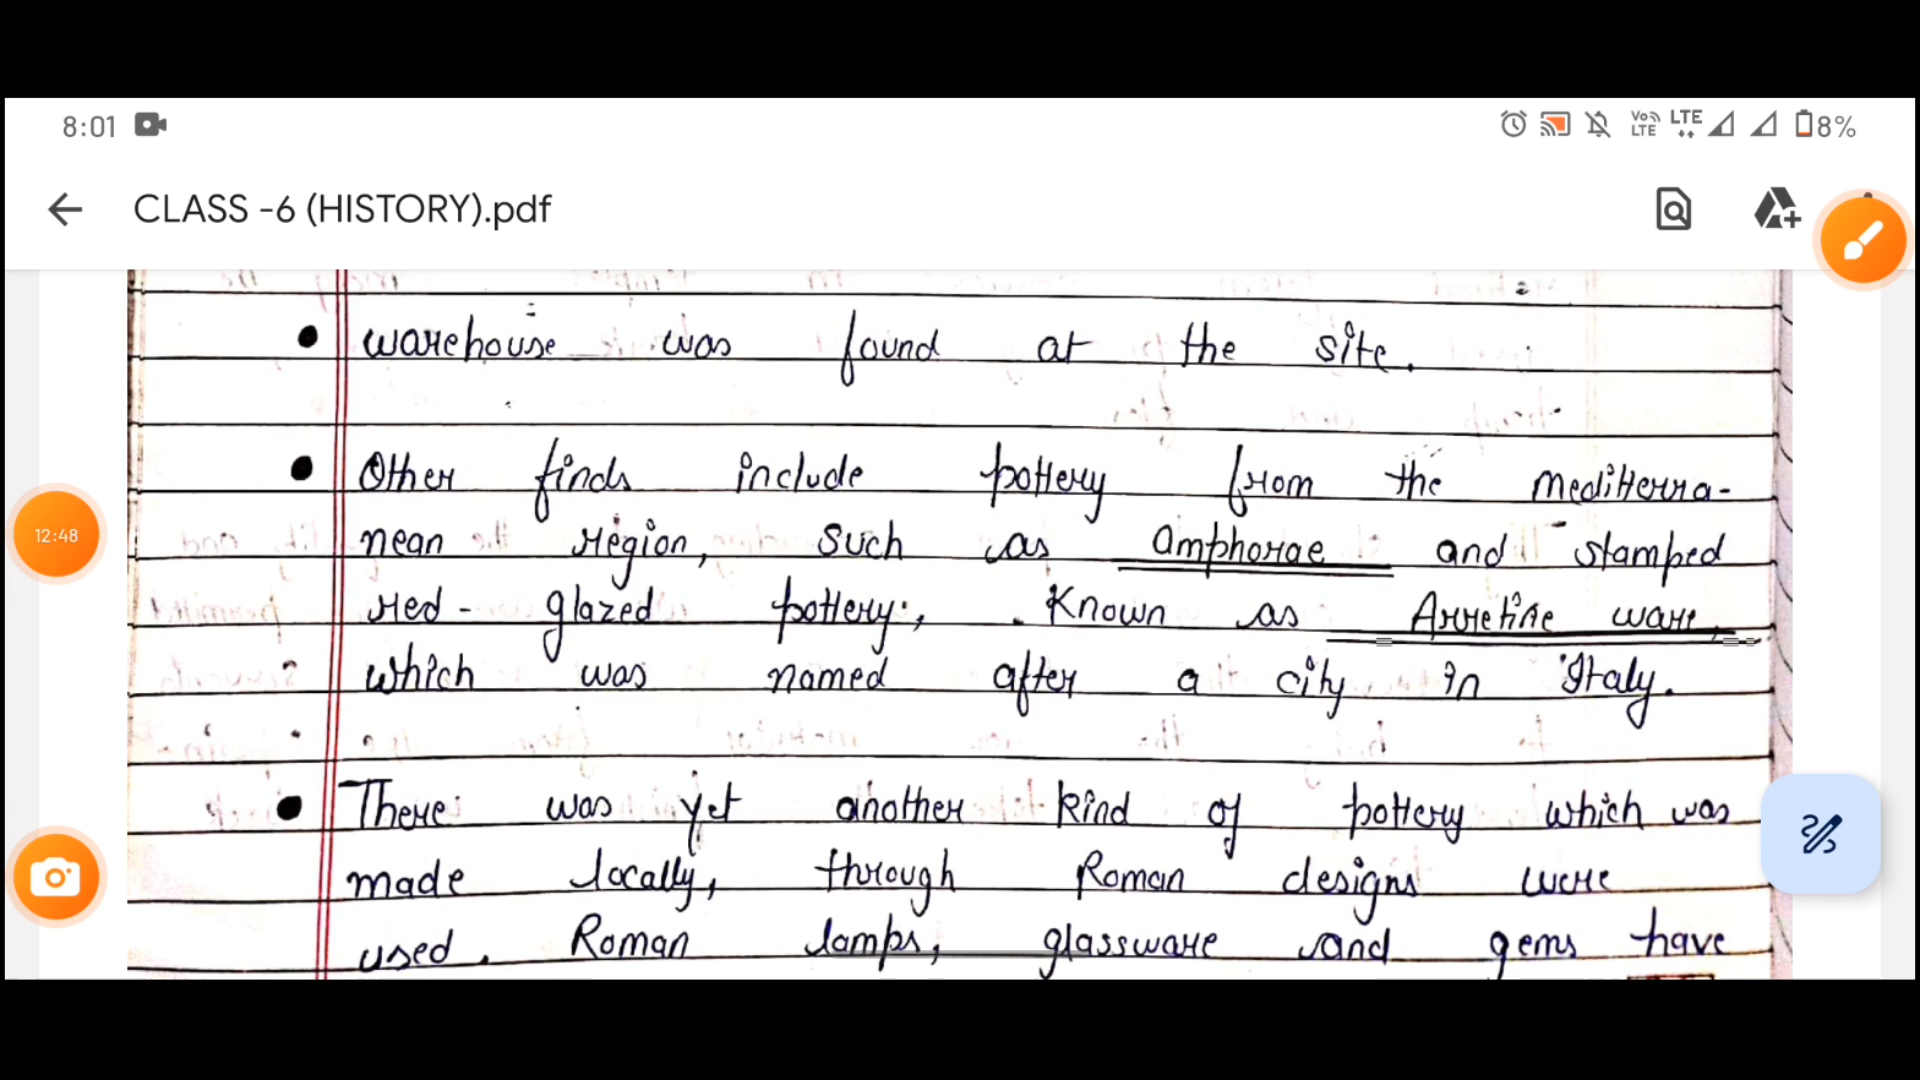 8:01
Vo)) LTE LTE 8%
CLASS -6 (HISTORY).pdf
• warehouse was found at the site.
• Other finds include pottery from the mediterra-
12:48
nean region, such as amphorae and stamped
red - glazed pottery, Known as Arretine ware,
which was named after a city in Italy.
• There was yet another kind of pottery which was
made locally, through Roman designs were
used. Roman lamps, glassware and gems have